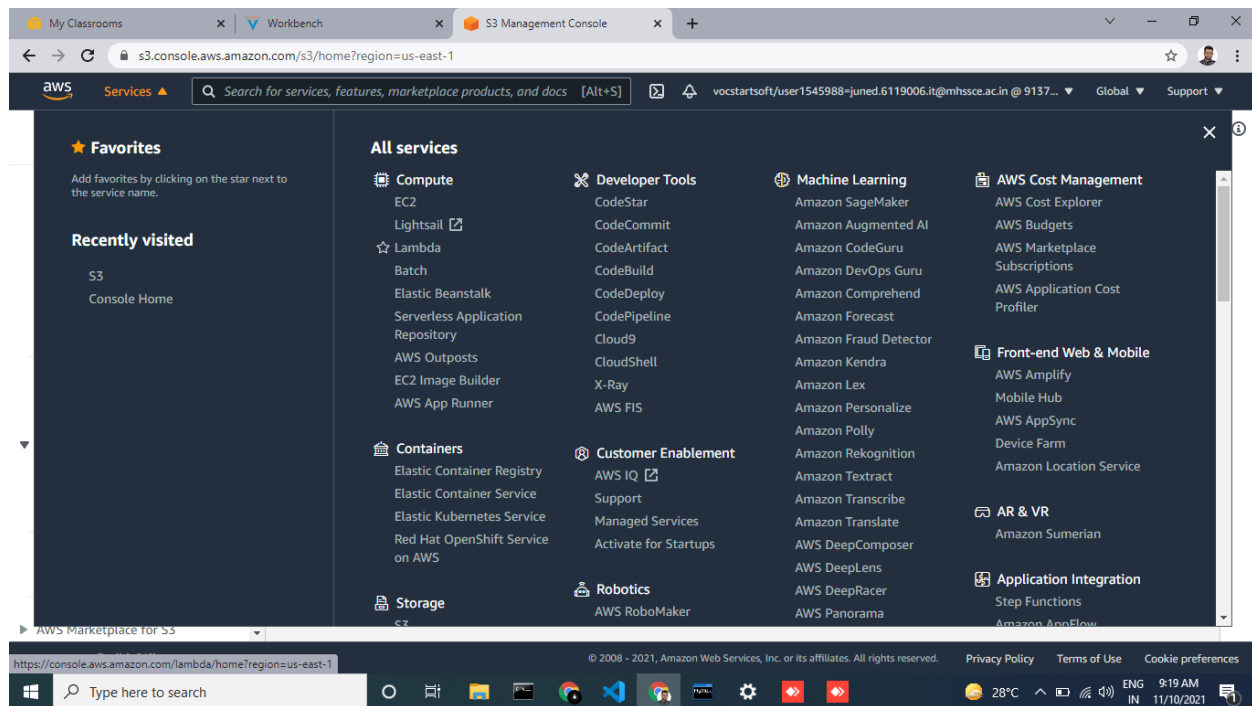 My Classrooms
Workbench
S3 Management Console
s3.console.aws.amazon.com/s3/home?region=us-east-1
aws
Services
Search for services, features, marketplace products, and docs [Alt+S]
vocstartsoft/user1545988=juned.6119006.it@mhssce.ac.in @ 9137...
Global
Support
Favorites
Add favorites by clicking on the star next to
the service name.
Recently visited
S3
Console Home
All services
Compute
EC2
Lightsail
Lambda
Batch
Elastic Beanstalk
Serverless Application
Repository
AWS Outposts
EC2 Image Builder
AWS App Runner
Containers
Elastic Container Registry
Elastic Container Service
Elastic Kubernetes Service
Red Hat OpenShift Service
on AWS
Storage
S3
Developer Tools
CodeStar
CodeCommit
CodeArtifact
CodeBuild
CodeDeploy
CodePipeline
Cloud9
CloudShell
X-Ray
AWS FIS
Customer Enablement
AWS IQ
Support
Managed Services
Activate for Startups
Robotics
AWS RoboMaker
Machine Learning
Amazon SageMaker
Amazon Augmented AI
Amazon CodeGuru
Amazon DevOps Guru
Amazon Comprehend
Amazon Forecast
Amazon Fraud Detector
Amazon Kendra
Amazon Lex
Amazon Personalize
Amazon Polly
Amazon Rekognition
Amazon Textract
Amazon Transcribe
Amazon Translate
AWS DeepComposer
AWS DeepLens
AWS DeepRacer
AWS Panorama
AWS Cost Management
AWS Cost Explorer
AWS Budgets
AWS Marketplace
Subscriptions
AWS Application Cost
Profiler
Front-end Web & Mobile
AWS Amplify
Mobile Hub
AWS AppSync
Device Farm
Amazon Location Service
AR & VR
Amazon Sumerian
Application Integration
Step Functions
Amazon AppFlow
AWS Marketplace for S3
https://console.aws.amazon.com/lambda/home?region=us-east-1
© 2008 - 2021, Amazon Web Services, Inc. or its affiliates. All rights reserved.
Privacy Policy
Terms of Use
Cookie preferences
Type here to search
28°C
ENG
IN
9:19 AM
11/10/2021
1